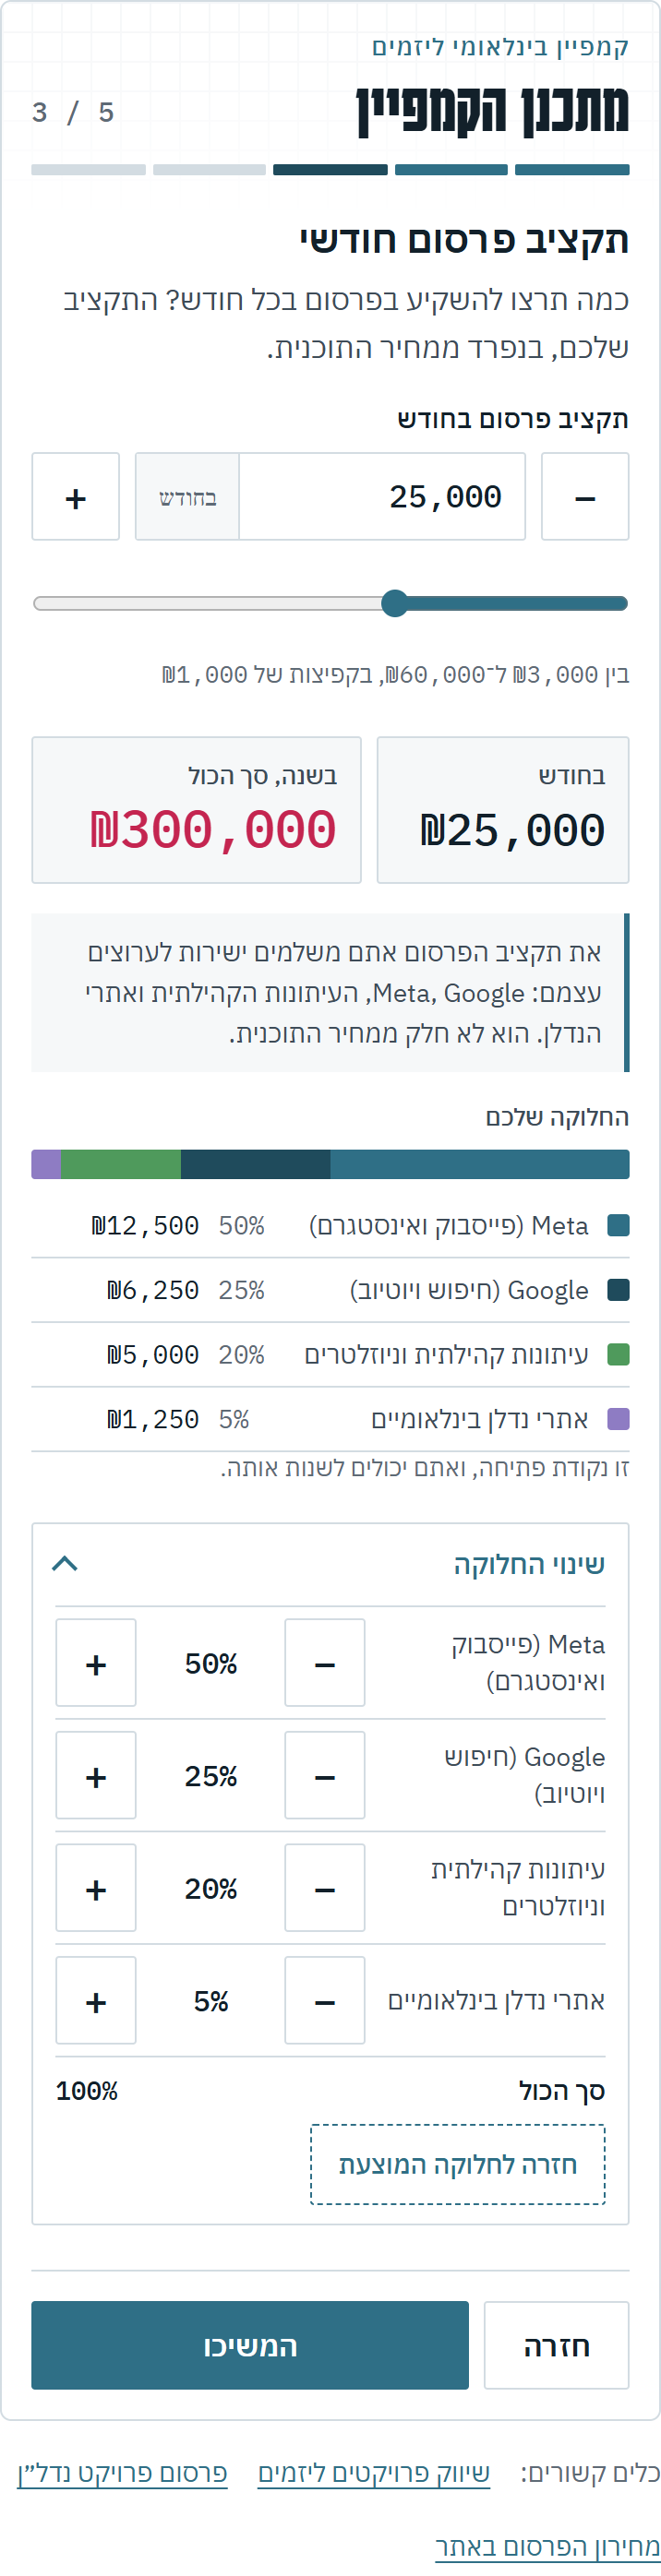 קמפיין בינלאומי ליזמים
מתכנן הקמפיין
3 / 5
תקציב פרסום חודשי
כמה תרצו להשקיע בפרסום בכל חודש? התקציב
שלכם, בנפרד ממחיר התוכנית.
תקציב פרסום בחודש
−
25,000
בחודש
+
בין ₪3,000 ל־₪60,000, בקפיצות של ₪1,000
בחודש
₪25,000
בשנה, סך הכול
₪300,000
את תקציב הפרסום אתם משלמים ישירות לערוצים
עצמם: Meta, Google, העיתונות הקהילתית ואתרי
הנדלן. הוא לא חלק ממחיר התוכנית.
החלוקה שלכם
Meta (פייסבוק ואינסטגרם) 50% ₪12,500
Google (חיפוש ויוטיוב) 25% ₪6,250
עיתונות קהילתית וניוזלטרים 20% ₪5,000
אתרי נדלן בינלאומיים 5% ₪1,250
זו נקודת פתיחה, ואתם יכולים לשנות אותה.
שינוי החלוקה
Meta (פייסבוק
ואינסטגרם)
− 50% +
Google (חיפוש
ויוטיוב)
− 25% +
עיתונות קהילתית
וניוזלטרים
− 20% +
אתרי נדלן בינלאומיים
− 5% +
סך הכול 100%
חזרה לחלוקה המוצעת
חזרה
המשיכו
כלים קשורים: שיווק פרויקטים ליזמים פרסום פרויקט נדל״ן
מחירון הפרסום באתר